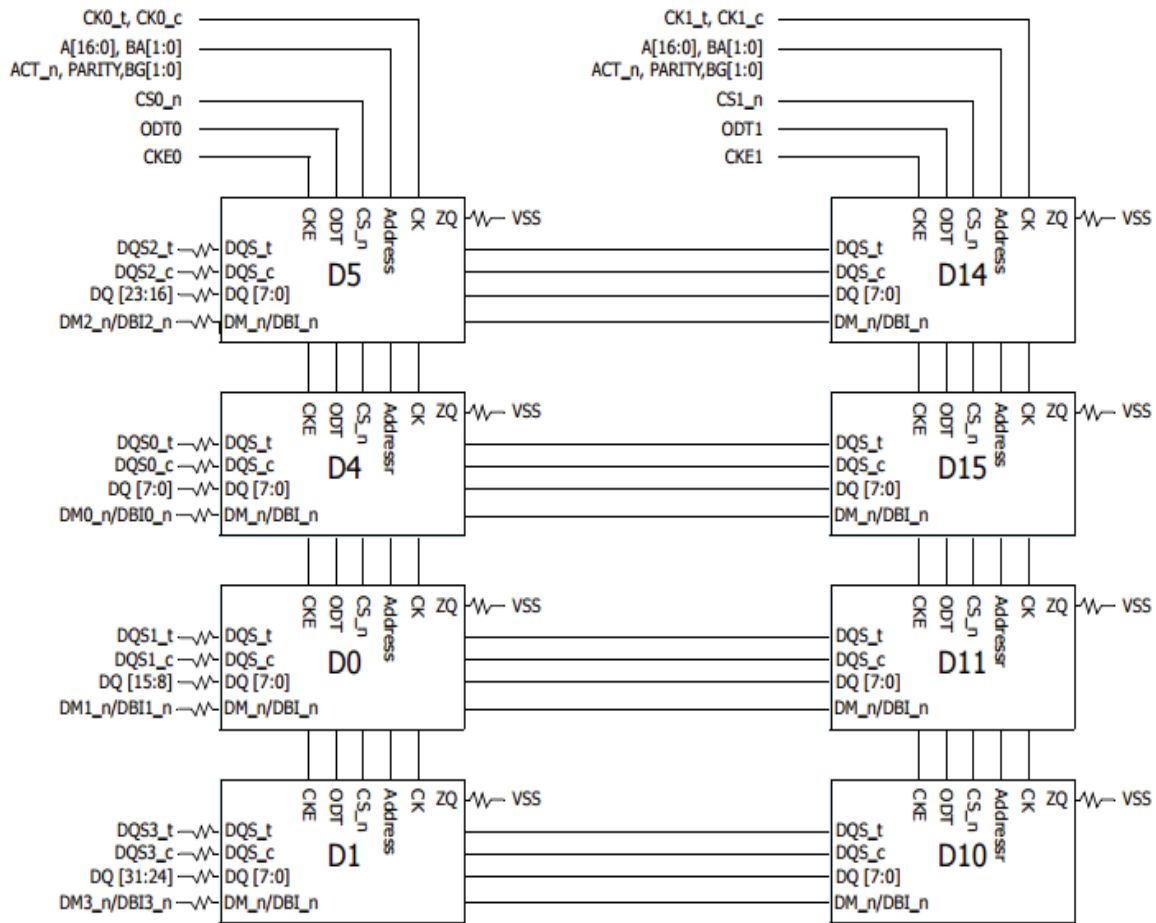 CK0_t, CK0_c
A[16:0], BA[1:0]
ACT_n, PARITY,BG[1:0]
CS0_n
ODT0
CKE0
CK1_t, CK1_c
A[16:0], BA[1:0]
ACT_n, PARITY,BG[1:0]
CS1_n
ODT1
CKE1
CKE
ODT
CS_n
Address
CK
ZQ
VSS
DQS2_t
DQS2_c
DQ [23:16]
DM2_n/DBI2_n
DQS_t
DQS_c
DQ [7:0]
DM_n/DBI_n
D5
CKE
ODT
CS_n
Address
CK
ZQ
VSS
DQS_t
DQS_c
DQ [7:0]
DM_n/DBI_n
D14
CKE
ODT
CS_n
Addressr
CK
ZQ
VSS
DQS0_t
DQS0_c
DQ [7:0]
DM0_n/DBI0_n
DQS_t
DQS_c
DQ [7:0]
DM_n/DBI_n
D4
CKE
ODT
CS_n
Address
CK
ZQ
VSS
DQS_t
DQS_c
DQ [7:0]
DM_n/DBI_n
D15
CKE
ODT
CS_n
Address
CK
ZQ
VSS
DQS1_t
DQS1_c
DQ [15:8]
DM1_n/DBI1_n
DQS_t
DQS_c
DQ [7:0]
DM_n/DBI_n
D0
CKE
ODT
CS_n
Addressr
CK
ZQ
VSS
DQS_t
DQS_c
DQ [7:0]
DM_n/DBI_n
D11
CKE
ODT
CS_n
Address
CK
ZQ
VSS
DQS3_t
DQS3_c
DQ [31:24]
DM3_n/DBI3_n
DQS_t
DQS_c
DQ [7:0]
DM_n/DBI_n
D1
CKE
ODT
CS_n
Addressr
CK
ZQ
VSS
DQS_t
DQS_c
DQ [7:0]
DM_n/DBI_n
D10